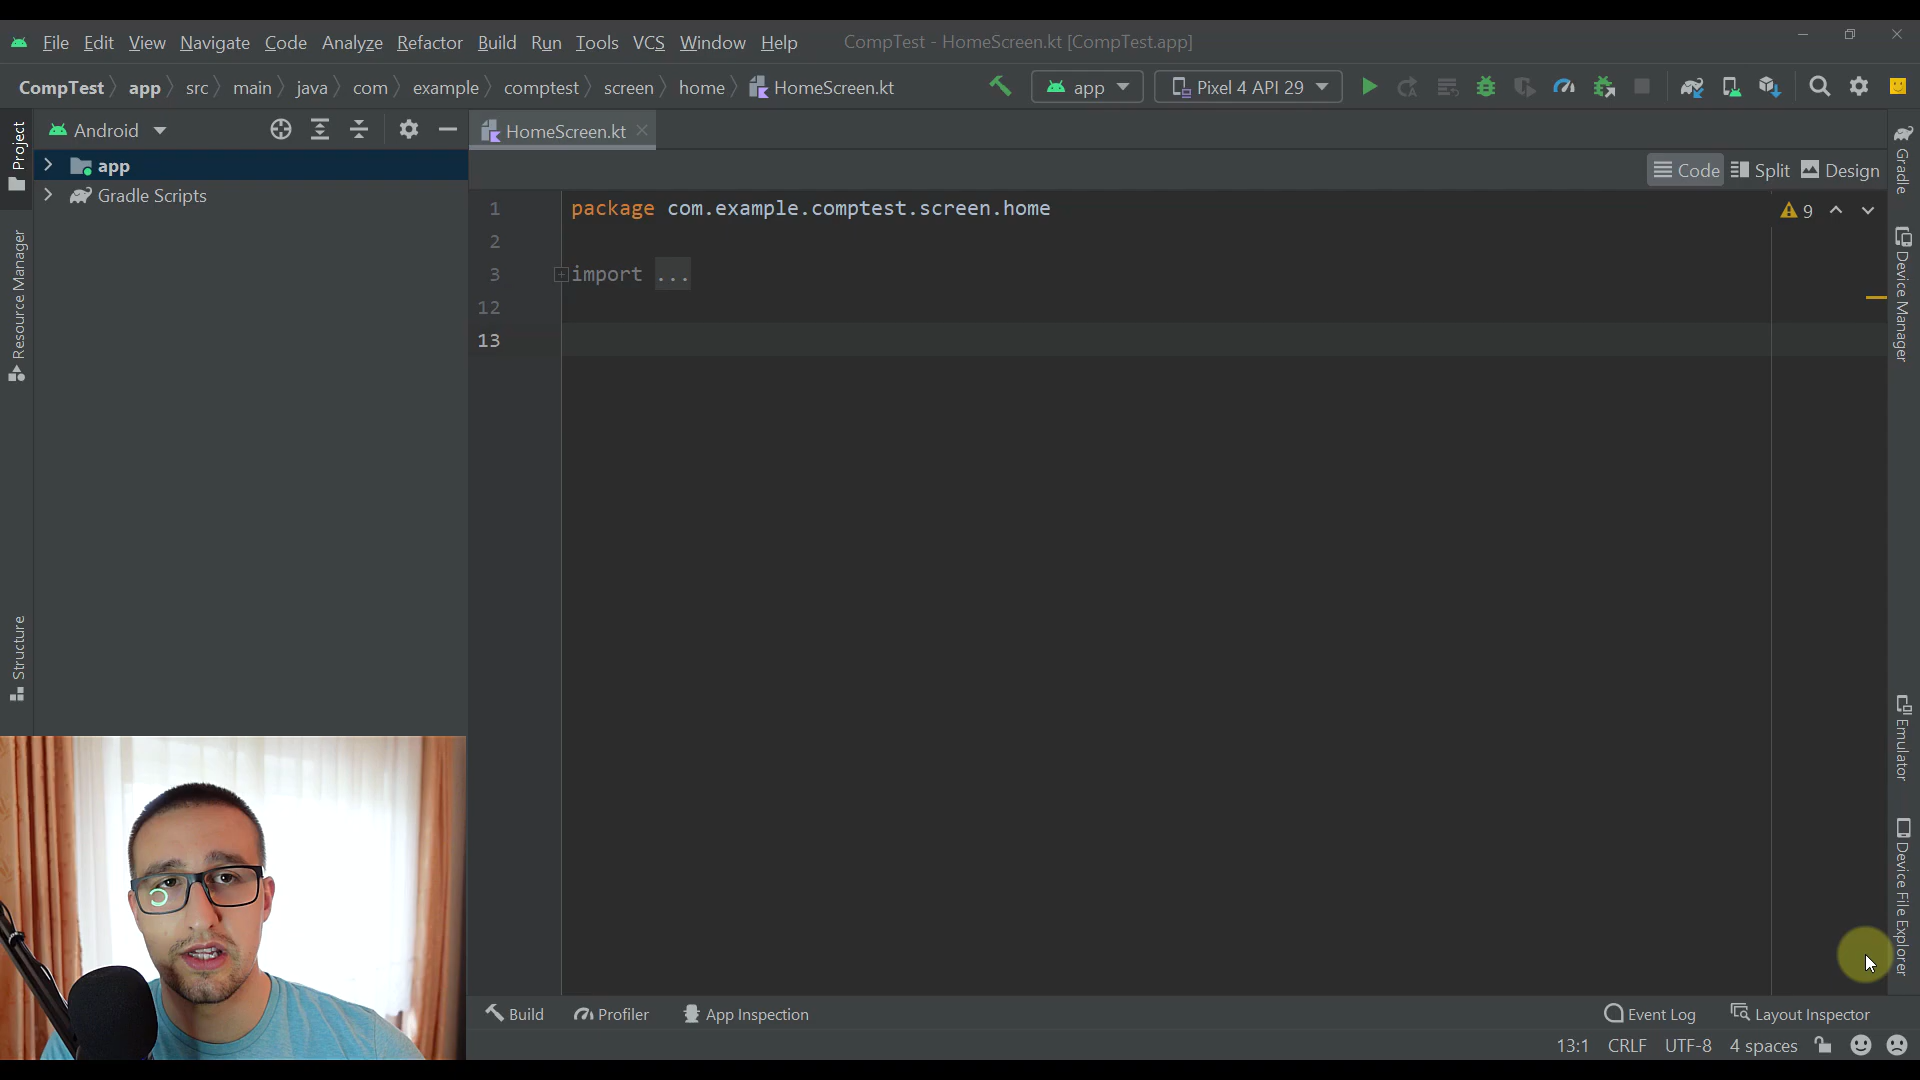 File Edit View Navigate Code Analyze Refactor Build Run Tools VCS Window Help CompTest - HomeScreen.kt [CompTest.app]
CompTest app src main java com example comptest screen home HomeScreen.kt app Pixel 4 API 29
Project
Resource Manager
Structure
Android
app
Gradle Scripts
HomeScreen.kt
Code Split Design
1 package com.example.comptest.screen.home
9
2
3 import ...
12
13
Gradle
Device Manager
Emulator
Device File Explorer
Build Profiler App Inspection Event Log Layout Inspector
13:1 CRLF UTF-8 4 spaces